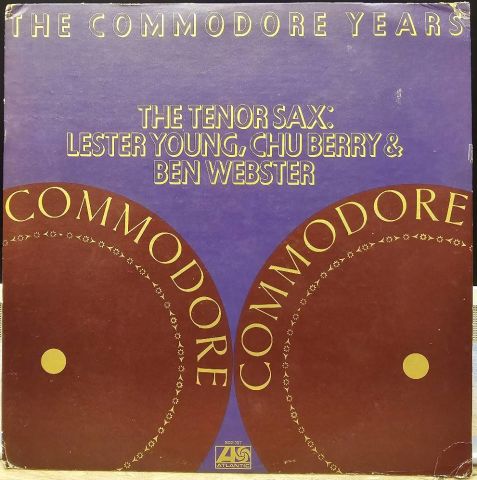 THE COMMODORE YEARS
THE TENOR SAX:
LESTER YOUNG, CHU BERRY &
BEN WEBSTER
COMMODORE
COMMODORE
ATLANTIC